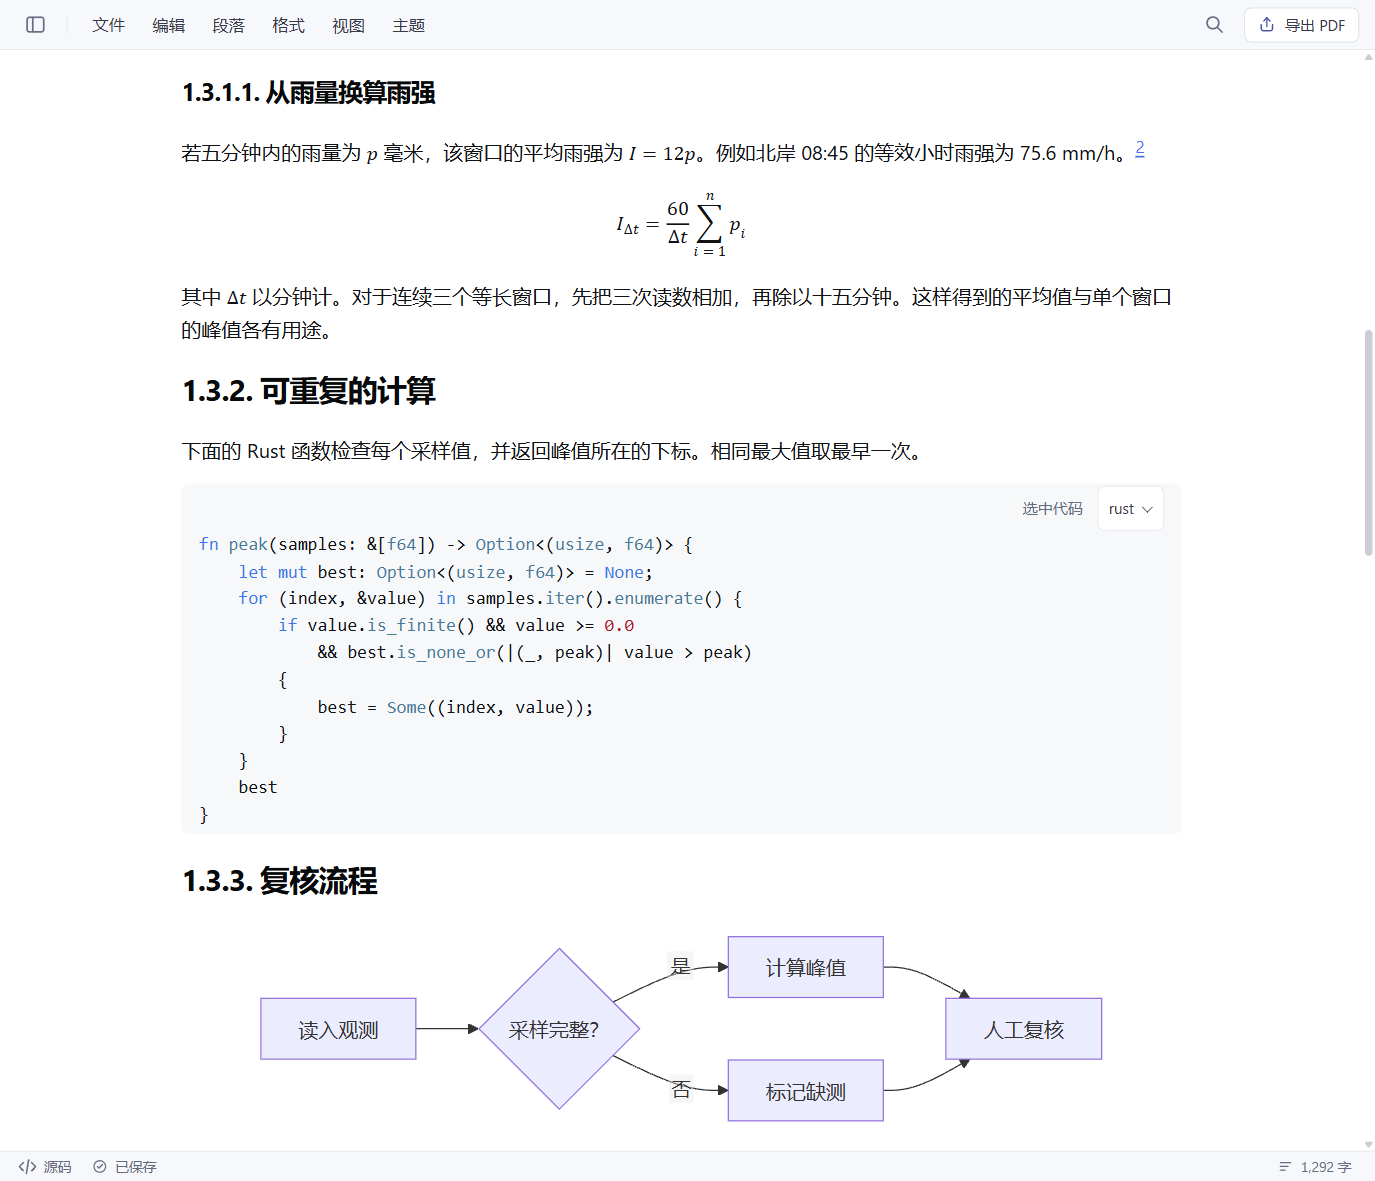 文件 编辑 段落 格式 视图 主题 导出 PDF
1.3.1.1. 从雨量换算雨强
若五分钟内的雨量为 p 毫米，该窗口的平均雨强为 I = 12p。例如北岸 08:45 的等效小时雨强为 75.6 mm/h。2
I_Δt = 60/Δt ∑_{i = 1}^{n} p_i
其中 Δt 以分钟计。对于连续三个等长窗口，先把三次读数相加，再除以十五分钟。这样得到的平均值与单个窗口
的峰值各有用途。
1.3.2. 可重复的计算
下面的 Rust 函数检查每个采样值，并返回峰值所在的下标。相同最大值取最早一次。
选中代码 rust
fn peak(samples: &[f64]) -> Option<(usize, f64)> {
    let mut best: Option<(usize, f64)> = None;
    for (index, &value) in samples.iter().enumerate() {
        if value.is_finite() && value >= 0.0
            && best.is_none_or(|(_, peak)| value > peak)
        {
            best = Some((index, value));
        }
    }
    best
}
1.3.3. 复核流程
读入观测
采样完整?
是
计算峰值
否
标记缺测
人工复核
源码 已保存 1,292 字